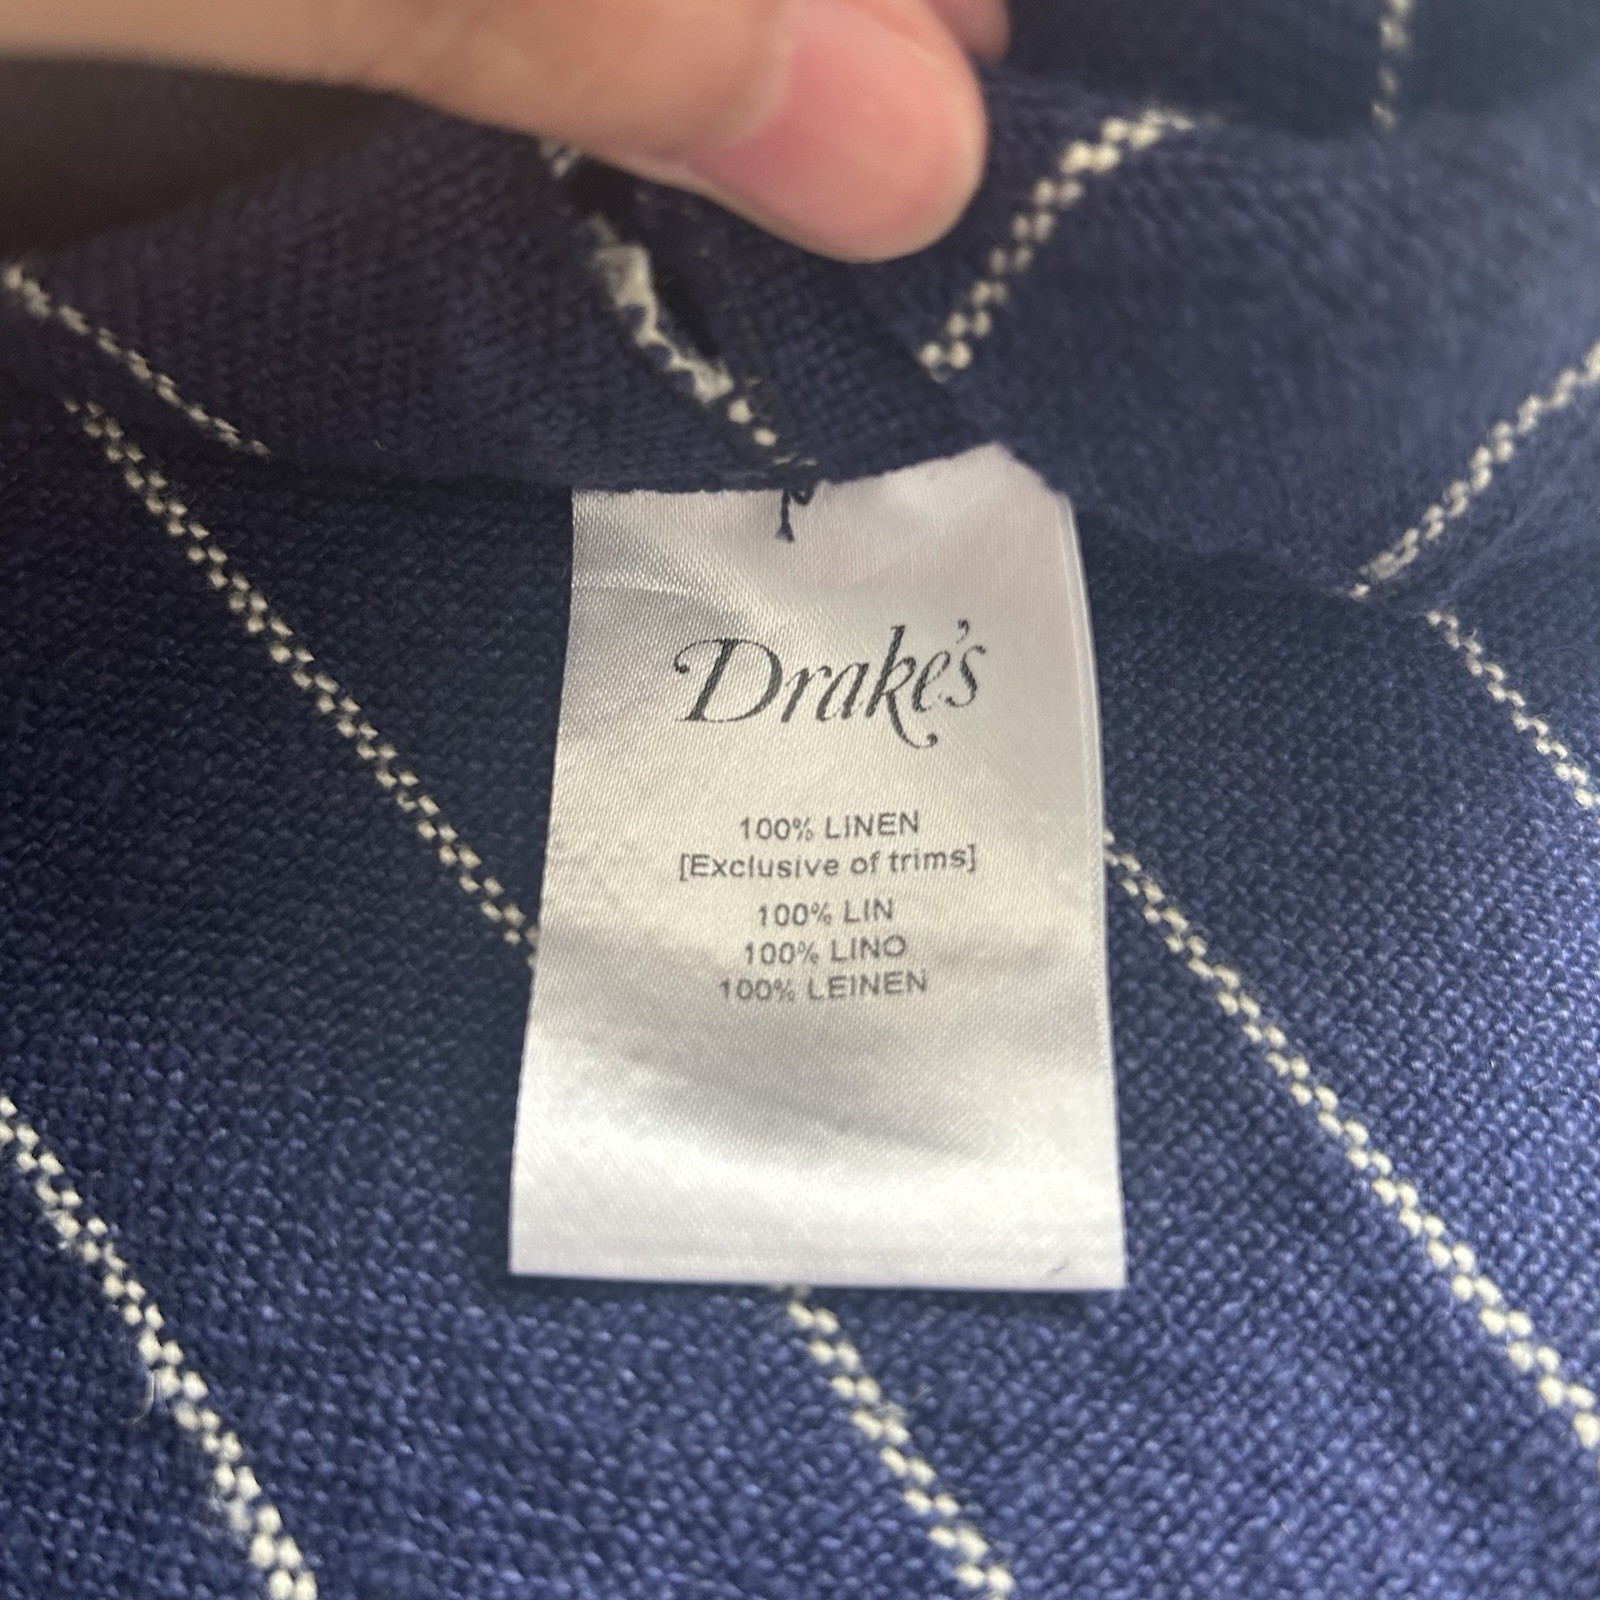 Drake's
100% LINEN
[Exclusive of trims]
100% LIN
100% LINO
100% LEINEN